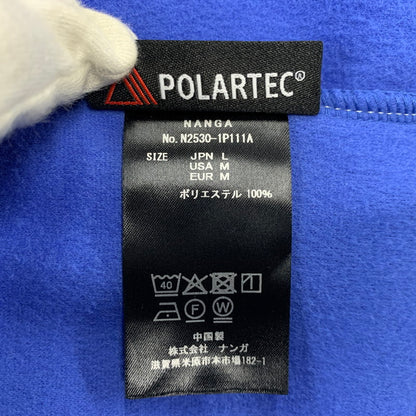 POLARTEC®
NANGA
No.N2530-1P111A
SIZE JPN L
USA M
EUR M
ポリエステル 100%
40
F W
中国製
株式会社 ナンガ
滋賀県米原市本市場182-1